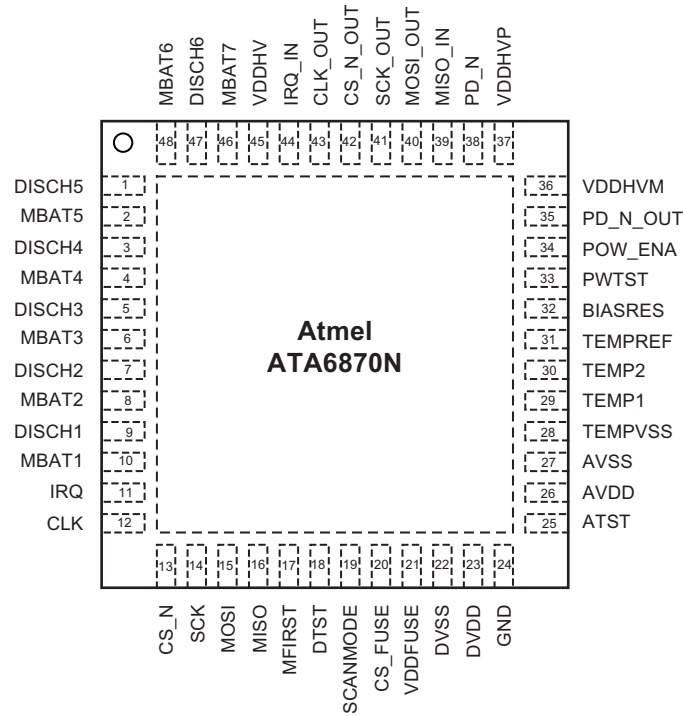 MBAT6
DISCH6
MBAT7
VDDHV
IRQ_IN
CLK_OUT
CS_N_OUT
SCK_OUT
MOSI_OUT
MISO_IN
PD_N
VDDHVP
48 47 46 45 44 43 42 41 40 39 38 37
DISCH5 1
MBAT5 2
DISCH4 3
MBAT4 4
DISCH3 5
MBAT3 6
DISCH2 7
MBAT2 8
DISCH1 9
MBAT1 10
IRQ 11
CLK 12
Atmel
ATA6870N
36 VDDHVM
35 PD_N_OUT
34 POW_ENA
33 PWTST
32 BIASRES
31 TEMPREF
30 TEMP2
29 TEMP1
28 TEMPVSS
27 AVSS
26 AVDD
25 ATST
13 14 15 16 17 18 19 20 21 22 23 24
CS_N
SCK
MOSI
MISO
MFIRST
DTST
SCANMODE
CS_FUSE
VDDFUSE
DVSS
DVDD
GND